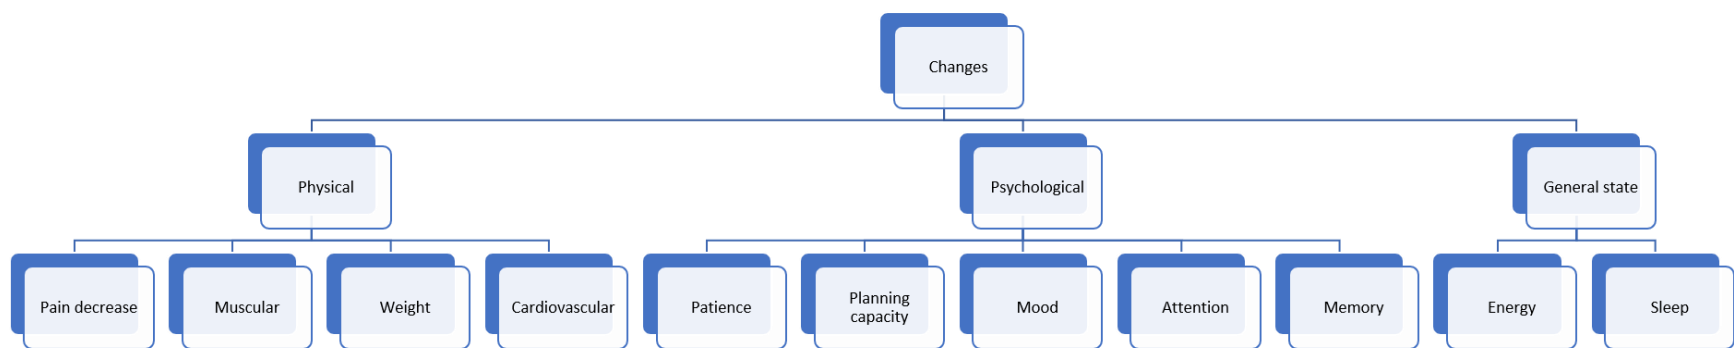 Changes
Physical
Psychological
General state
Pain decrease
Muscular
Weight
Cardiovascular
Patience
Planning
capacity
Mood
Attention
Memory
Energy
Sleep